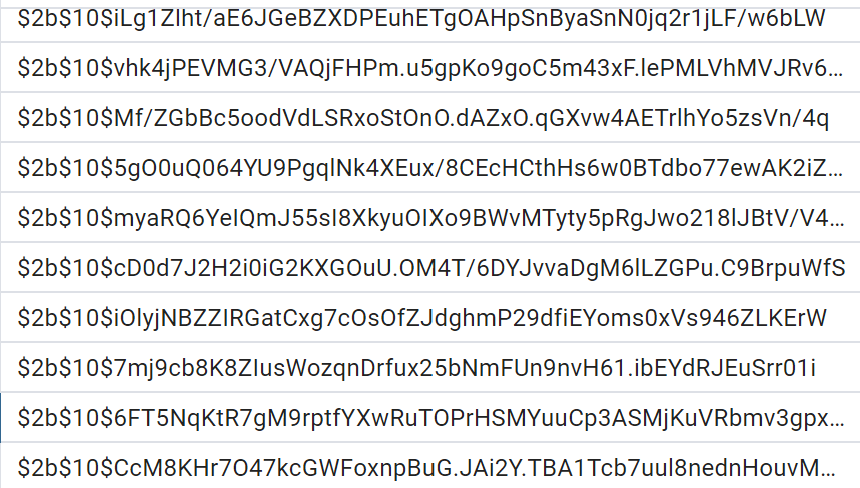 $2b$10$iLg1ZIht/aE6JGeBZXDPEuhETgOAHpSnByaSnN0jq2r1jLF/w6bLW
$2b$10$vhk4jPEVMG3/VAQjFHPm.u5gpKo9goC5m43xF.lePMLVhMVJRv6...
$2b$10$Mf/ZGbBc5oodVdLSRxoStOnO.dAZxO.qGXvw4AETrlhYo5zsVn/4q
$2b$10$5gO0uQ064YU9PgqlNk4XEux/8CEcHCthHs6w0BTdbo77ewAK2iZ...
$2b$10$myaRQ6YeIQmJ55sI8XkyuOIXo9BWvMTyty5pRgJwo218lJBtV/V4...
$2b$10$cD0d7J2H2i0iG2KXGOuU.OM4T/6DYJvvaDgM6lLZGPu.C9BrpuWfS
$2b$10$iOlyjNBZZIRGatCxg7cOsOfZJdghmP29dfiEYoms0xVs946ZLKErW
$2b$10$7mj9cb8K8ZIusWozqnDrfux25bNmFUn9nvH61.ibEYdRJEuSrr01i
$2b$10$6FT5NqKtR7gM9rptfYXwRuTOPrHSMYuuCp3ASMjKuVRbmv3gpx...
$2b$10$CcM8KHr7O47kcGWFoxnpBuG.JAi2Y.TBA1Tcb7uul8nednHouvM...